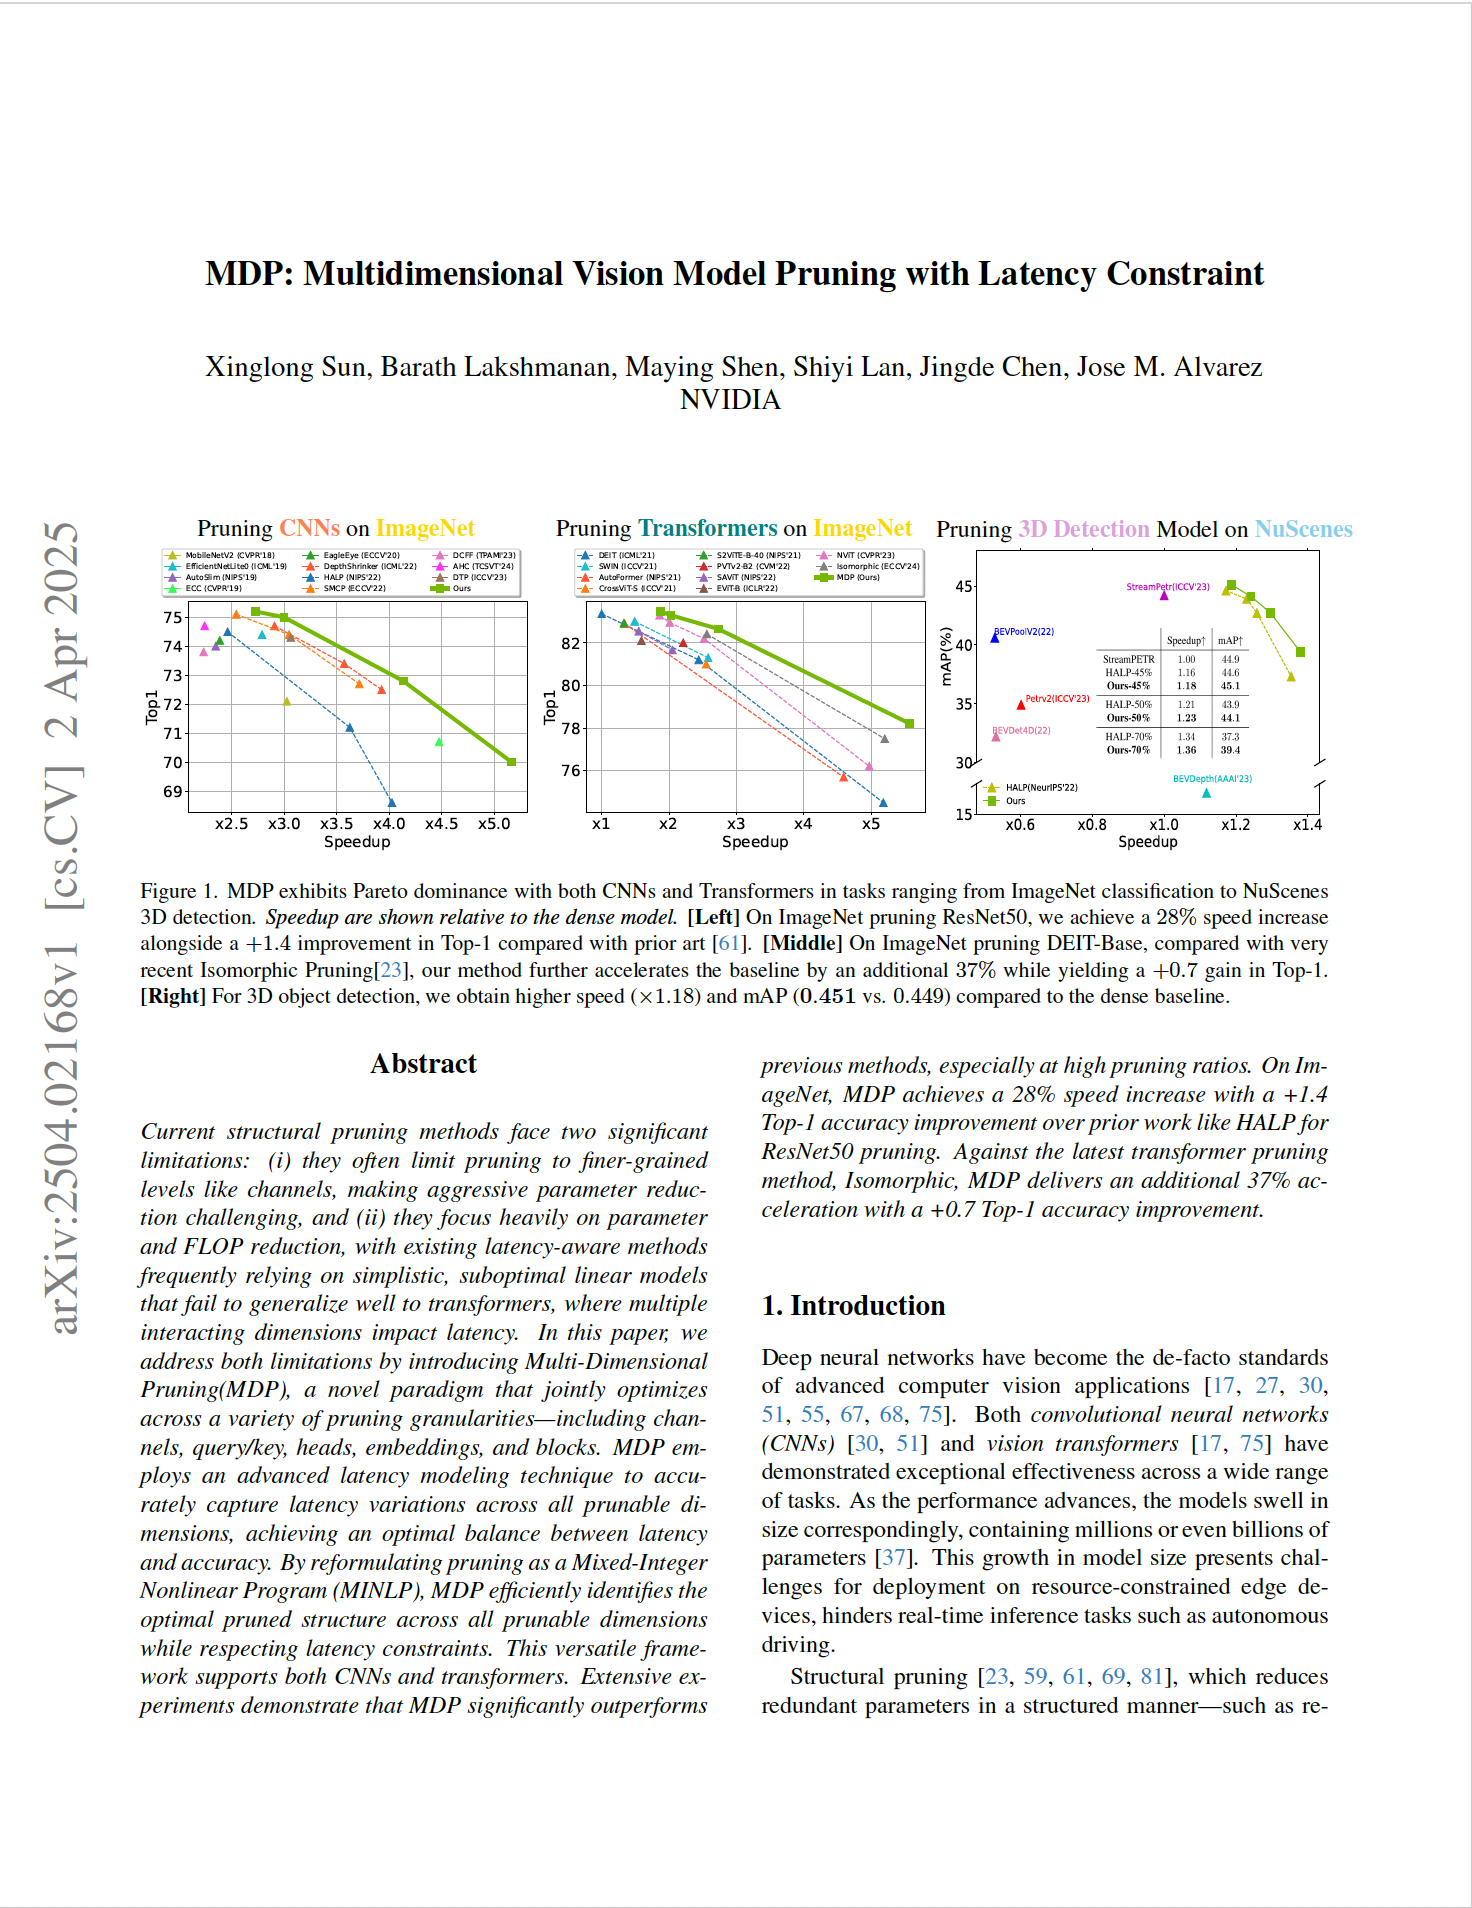 MDP: Multidimensional Vision Model Pruning with Latency Constraint
Xinglong Sun, Barath Lakshmanan, Maying Shen, Shiyi Lan, Jingde Chen, Jose M. Alvarez
NVIDIA
arXiv:2504.02168v1 [cs.CV] 2 Apr 2025
Pruning CNNs on ImageNet
MobileNetV2 (CVPR'18)
EfficientNetLite0 (ICML'19)
AutoSlim (NIPS'19)
ECC (CVPR'19)
EagleEye (ECCV'20)
DepthShrinker (ICML'22)
HALP (NIPS'22)
SMCP (ECCV'22)
DCFF (TPAMI'23)
AHC (TCSVT'24)
DTP (ICCV'23)
Ours
75
74
73
72
71
70
69
Top1
x2.5 x3.0 x3.5 x4.0 x4.5 x5.0
Speedup
Pruning Transformers on ImageNet
DEIT (ICML'21)
SWIN (ICCV'21)
AutoFormer (NIPS'21)
CrossViT-S (ICCV'21)
S2ViTE-B-40 (NIPS'21)
PVTv2-B2 (CVM'22)
SAViT (NIPS'22)
EViT-B (ICLR'22)
NViT (CVPR'23)
Isomorphic (ECCV'24)
MDP (Ours)
82
80
78
76
Top1
x1 x2 x3 x4 x5
Speedup
Pruning 3D Detection Model on NuScenes
45
40
35
30
15
mAP(%)
StreamPetr(ICCV'23)
BEVPoolV2(22)
Petrv2(ICCV'23)
BEVDet4D(22)
BEVDepth(AAAI'23)
Speedup↑ mAP↑
StreamPETR 1.00 44.9
HALP-45% 1.16 44.6
Ours-45% 1.18 45.1
HALP-50% 1.21 43.9
Ours-50% 1.23 44.1
HALP-70% 1.34 37.3
Ours-70% 1.36 39.4
HALP(NeurIPS'22)
Ours
x0.6 x0.8 x1.0 x1.2 x1.4
Speedup
Figure 1. MDP exhibits Pareto dominance with both CNNs and Transformers in tasks ranging from ImageNet classification to NuScenes
3D detection. Speedup are shown relative to the dense model. [Left] On ImageNet pruning ResNet50, we achieve a 28% speed increase
alongside a +1.4 improvement in Top-1 compared with prior art [61]. [Middle] On ImageNet pruning DEIT-Base, compared with very
recent Isomorphic Pruning[23], our method further accelerates the baseline by an additional 37% while yielding a +0.7 gain in Top-1.
[Right] For 3D object detection, we obtain higher speed (×1.18) and mAP (0.451 vs. 0.449) compared to the dense baseline.
Abstract
Current structural pruning methods face two significant
limitations: (i) they often limit pruning to finer-grained
levels like channels, making aggressive parameter reduc-
tion challenging, and (ii) they focus heavily on parameter
and FLOP reduction, with existing latency-aware methods
frequently relying on simplistic, suboptimal linear models
that fail to generalize well to transformers, where multiple
interacting dimensions impact latency. In this paper, we
address both limitations by introducing Multi-Dimensional
Pruning(MDP), a novel paradigm that jointly optimizes
across a variety of pruning granularities—including chan-
nels, query/key, heads, embeddings, and blocks. MDP em-
ploys an advanced latency modeling technique to accu-
rately capture latency variations across all prunable di-
mensions, achieving an optimal balance between latency
and accuracy. By reformulating pruning as a Mixed-Integer
Nonlinear Program (MINLP), MDP efficiently identifies the
optimal pruned structure across all prunable dimensions
while respecting latency constraints. This versatile frame-
work supports both CNNs and transformers. Extensive ex-
periments demonstrate that MDP significantly outperforms
previous methods, especially at high pruning ratios. On Im-
ageNet, MDP achieves a 28% speed increase with a +1.4
Top-1 accuracy improvement over prior work like HALP for
ResNet50 pruning. Against the latest transformer pruning
method, Isomorphic, MDP delivers an additional 37% ac-
celeration with a +0.7 Top-1 accuracy improvement.
1. Introduction
Deep neural networks have become the de-facto standards
of advanced computer vision applications [17, 27, 30,
51, 55, 67, 68, 75]. Both convolutional neural networks
(CNNs) [30, 51] and vision transformers [17, 75] have
demonstrated exceptional effectiveness across a wide range
of tasks. As the performance advances, the models swell in
size correspondingly, containing millions or even billions of
parameters [37]. This growth in model size presents chal-
lenges for deployment on resource-constrained edge de-
vices, hinders real-time inference tasks such as autonomous
driving.
Structural pruning [23, 59, 61, 69, 81], which reduces
redundant parameters in a structured manner—such as re-